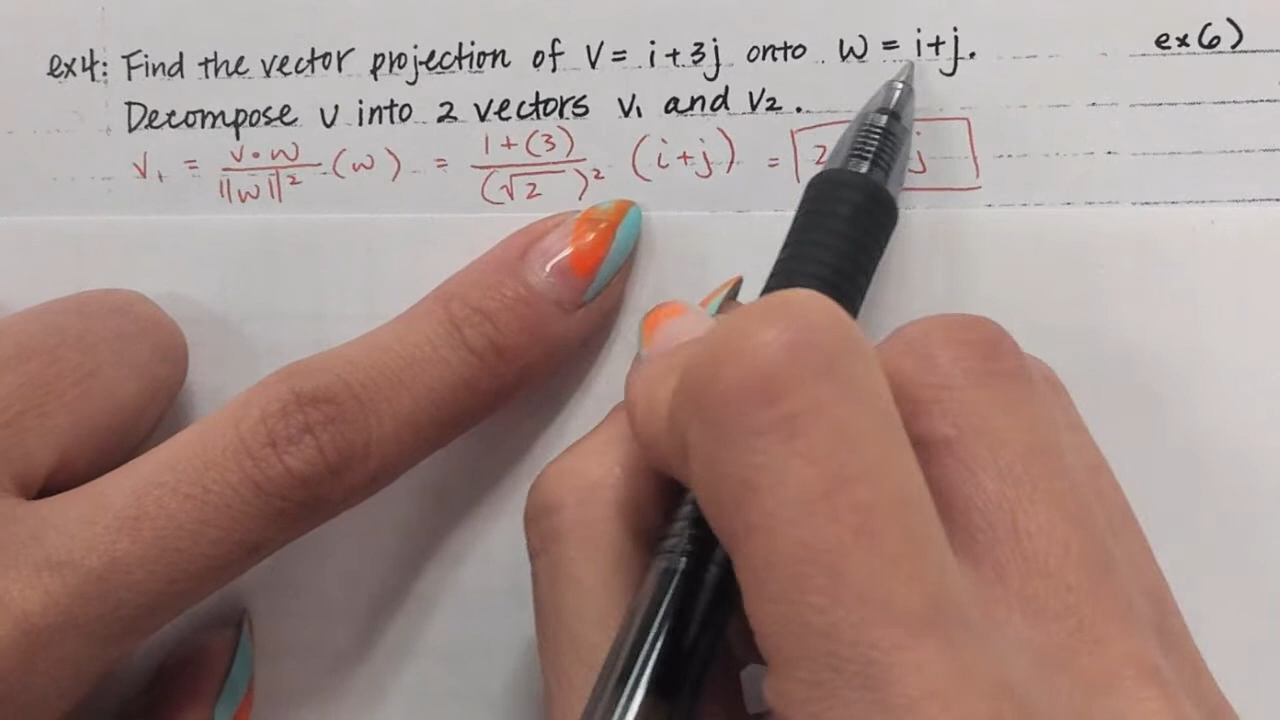 ex4: Find the vector projection of V = i + 3j onto W = i+j.
Decompose v into 2 vectors v₁ and v₂.
v₁ = v•w / ||w||² (w) = 1+(3) / (√2)² (i+j) = 2 j
ex6)